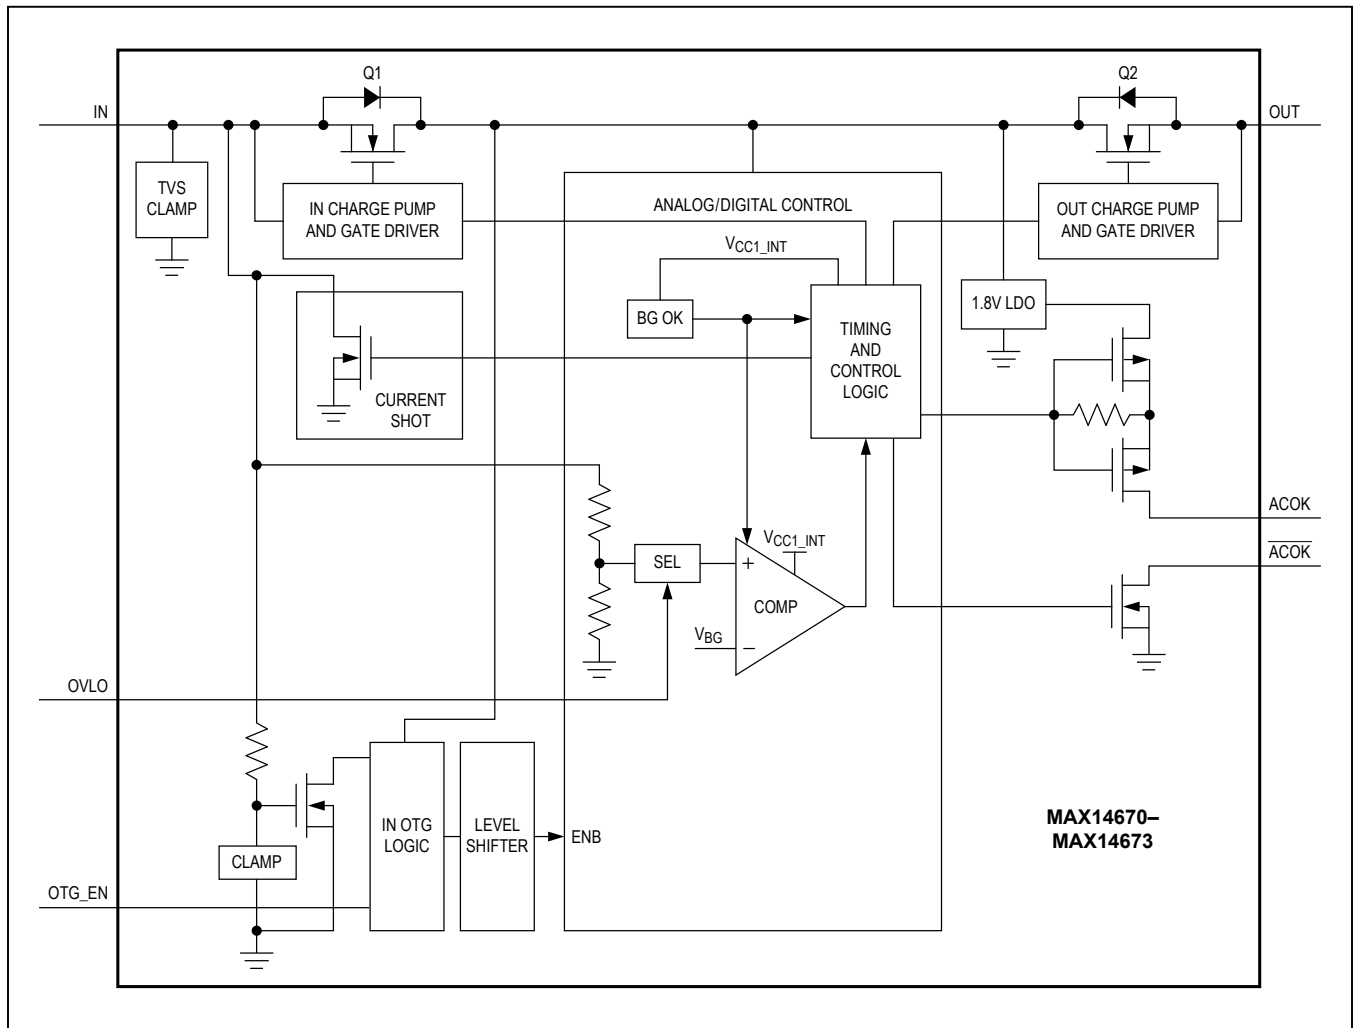 Q1
Q2
IN
OUT
TVS
CLAMP
IN CHARGE PUMP
AND GATE DRIVER
ANALOG/DIGITAL CONTROL
OUT CHARGE PUMP
AND GATE DRIVER
VCC1_INT
BG OK
TIMING
AND
CONTROL
LOGIC
1.8V LDO
CURRENT
SHOT
ACOK
ACOK
SEL
+
VCC1_INT
COMP
VBG
−
OVLO
IN OTG
LOGIC
LEVEL
SHIFTER
ENB
CLAMP
OTG_EN
MAX14670–
MAX14673